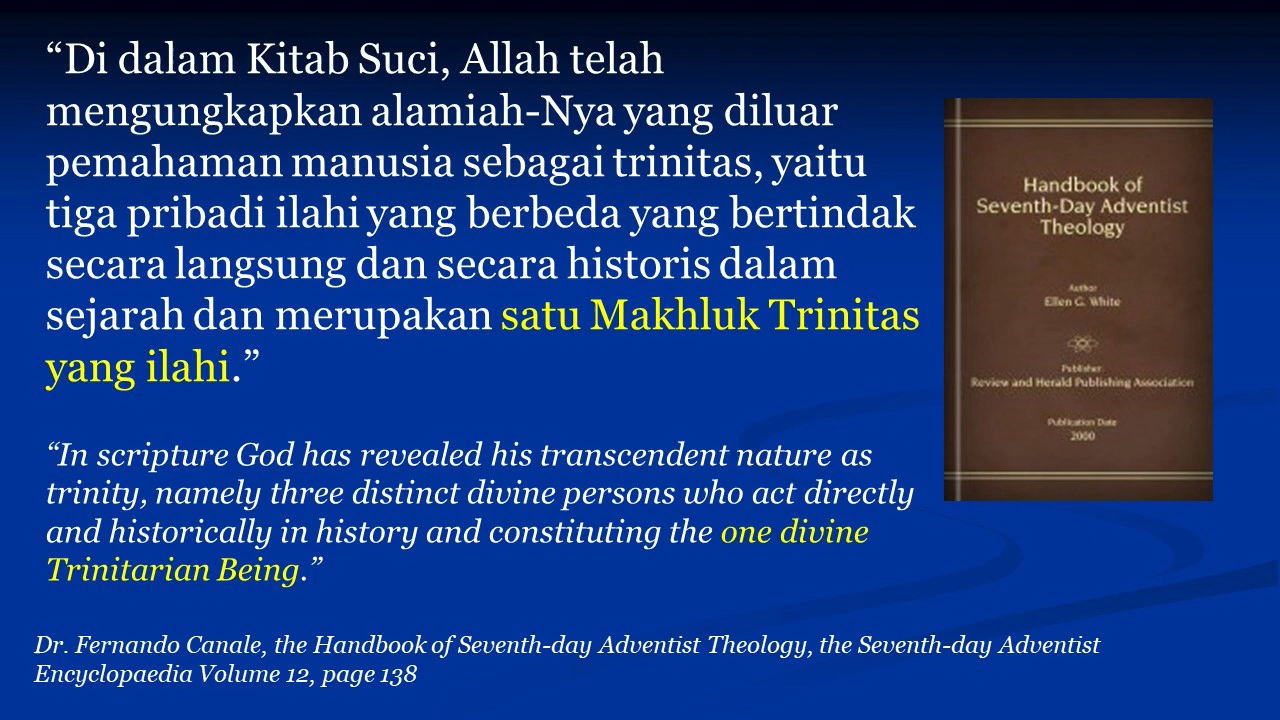 “Di dalam Kitab Suci, Allah telah
mengungkapkan alamiah-Nya yang diluar
pemahaman manusia sebagai trinitas, yaitu
tiga pribadi ilahi yang berbeda yang bertindak
secara langsung dan secara historis dalam
sejarah dan merupakan satu Makhluk Trinitas
yang ilahi.”
“In scripture God has revealed his transcendent nature as
trinity, namely three distinct divine persons who act directly
and historically in history and constituting the one divine
Trinitarian Being.”
Dr. Fernando Canale, the Handbook of Seventh-day Adventist Theology, the Seventh-day Adventist
Encyclopaedia Volume 12, page 138
Handbook of
Seventh-Day Adventist
Theology
Author
Ellen G. White
Publisher
Review and Herald Publishing Association
Publication Date
2000